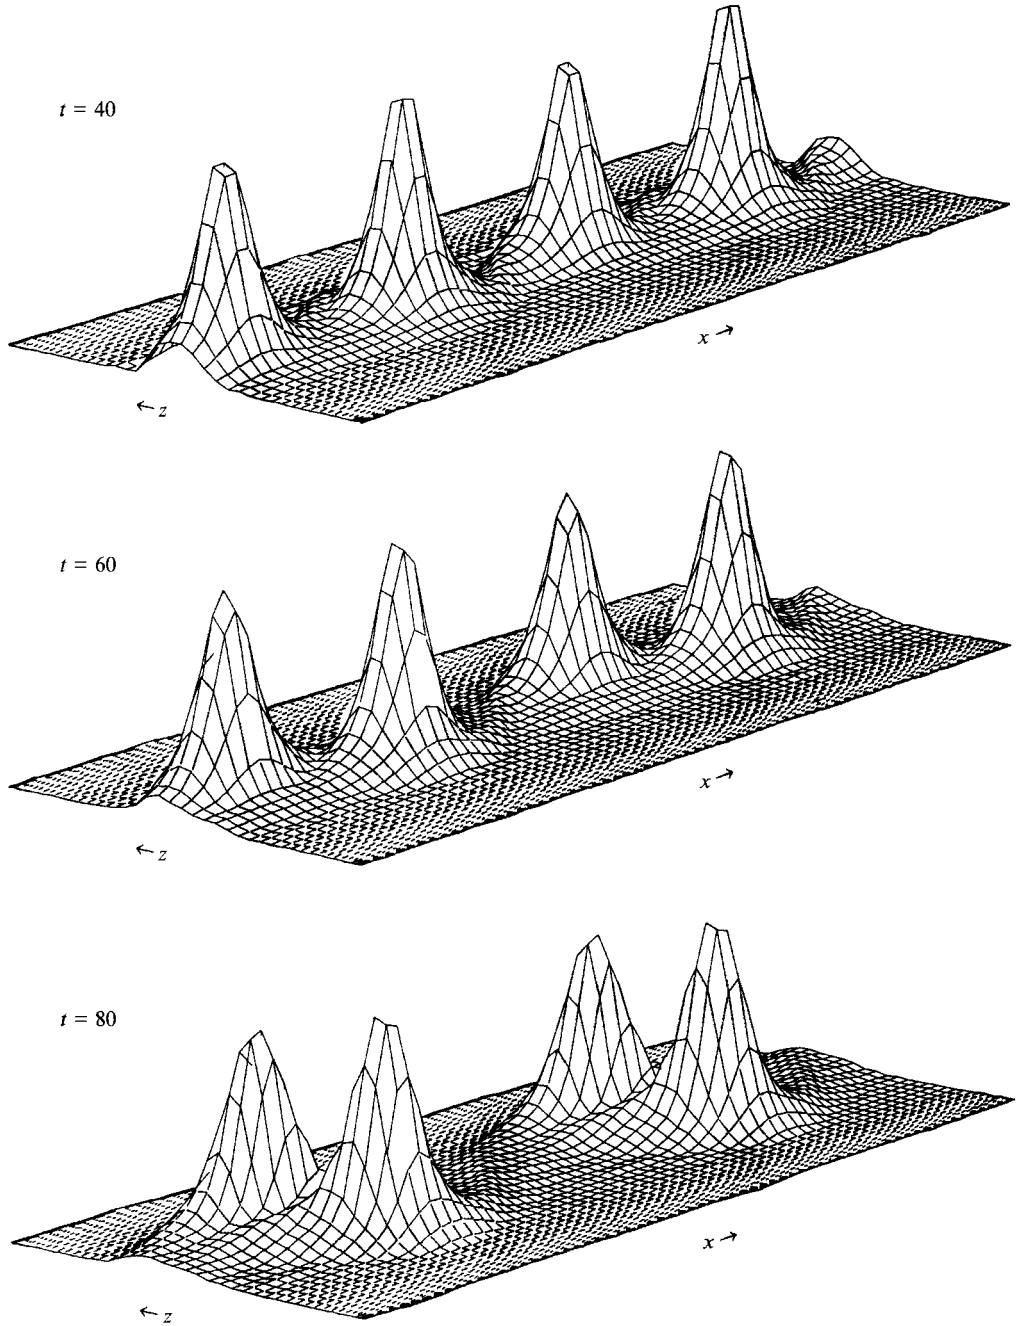 t = 40
x →
← z
t = 60
x →
← z
t = 80
x →
← z